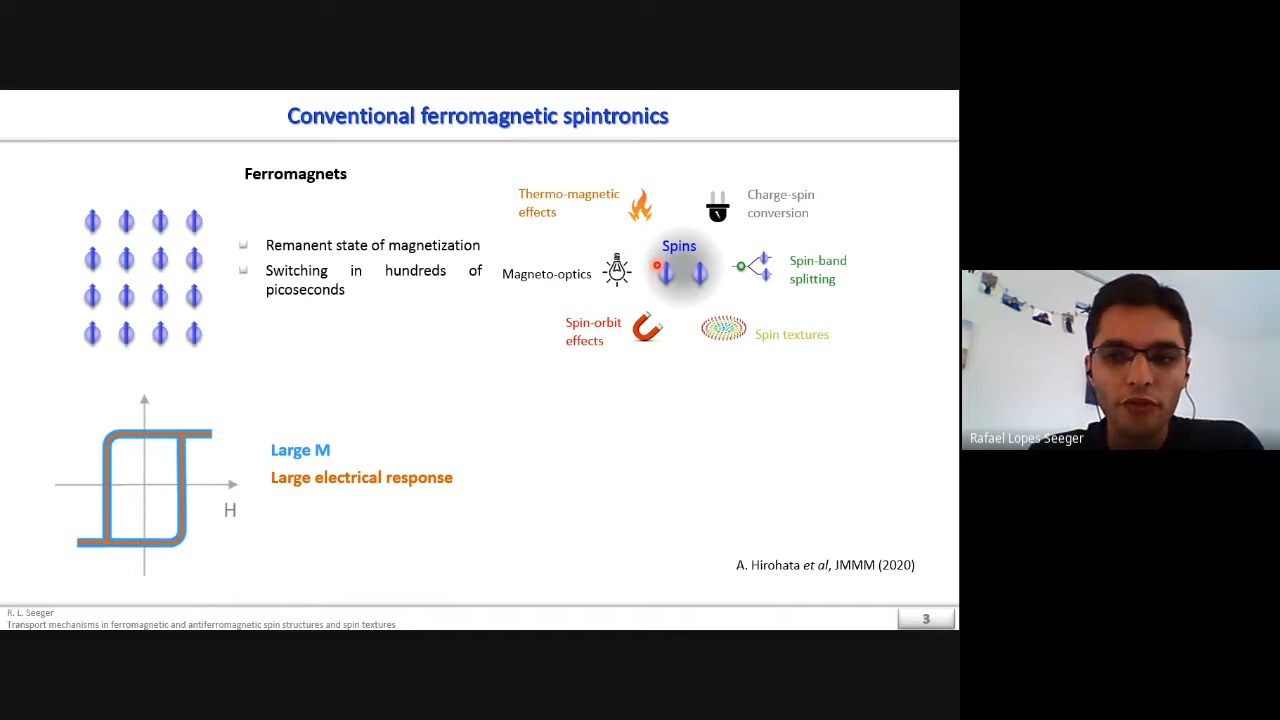 Conventional ferromagnetic spintronics
Ferromagnets
Remanent state of magnetization
Switching in hundreds of
picoseconds
Thermo-magnetic
effects
Charge-spin
conversion
Spins
Magneto-optics
Spin-band
splitting
Spin-orbit
effects
Spin textures
H
Large M
Large electrical response
A. Hirohata et al, JMMM (2020)
R. L. Seeger
Transport mechanisms in ferromagnetic and antiferromagnetic spin structures and spin textures
3
Rafael Lopes Seeger